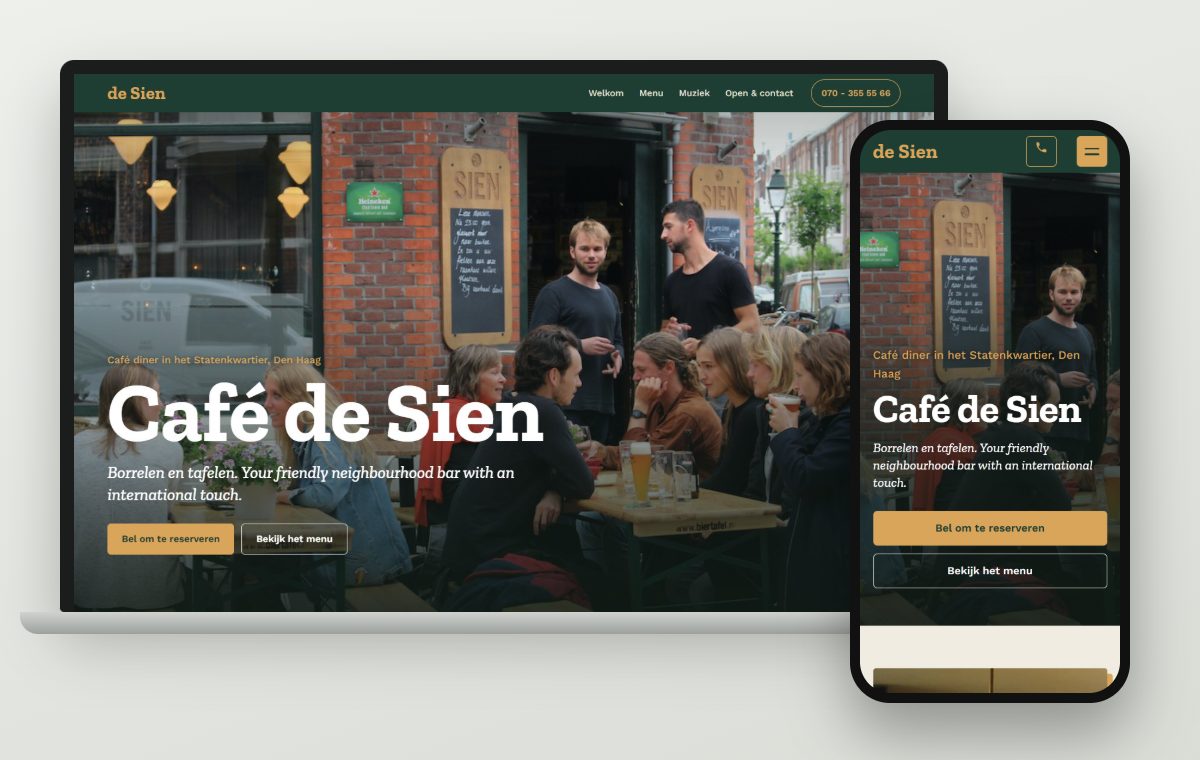 de Sien
Welkom
Menu
Muziek
Open & contact
070 - 355 55 66
SIEN
SIEN
Heineken
SIEN
Café diner in het Statenkwartier, Den Haag
Café de Sien
Borrelen en tafelen. Your friendly neighbourhood bar with an
international touch.
Bel om te reserveren
Bekijk het menu
www.biertafel.n
de Sien
SIEN
Heineken
Café diner in het Statenkwartier, Den
Haag
Café de Sien
Borrelen en tafelen. Your friendly
neighbourhood bar with an international
touch.
Bel om te reserveren
Bekijk het menu